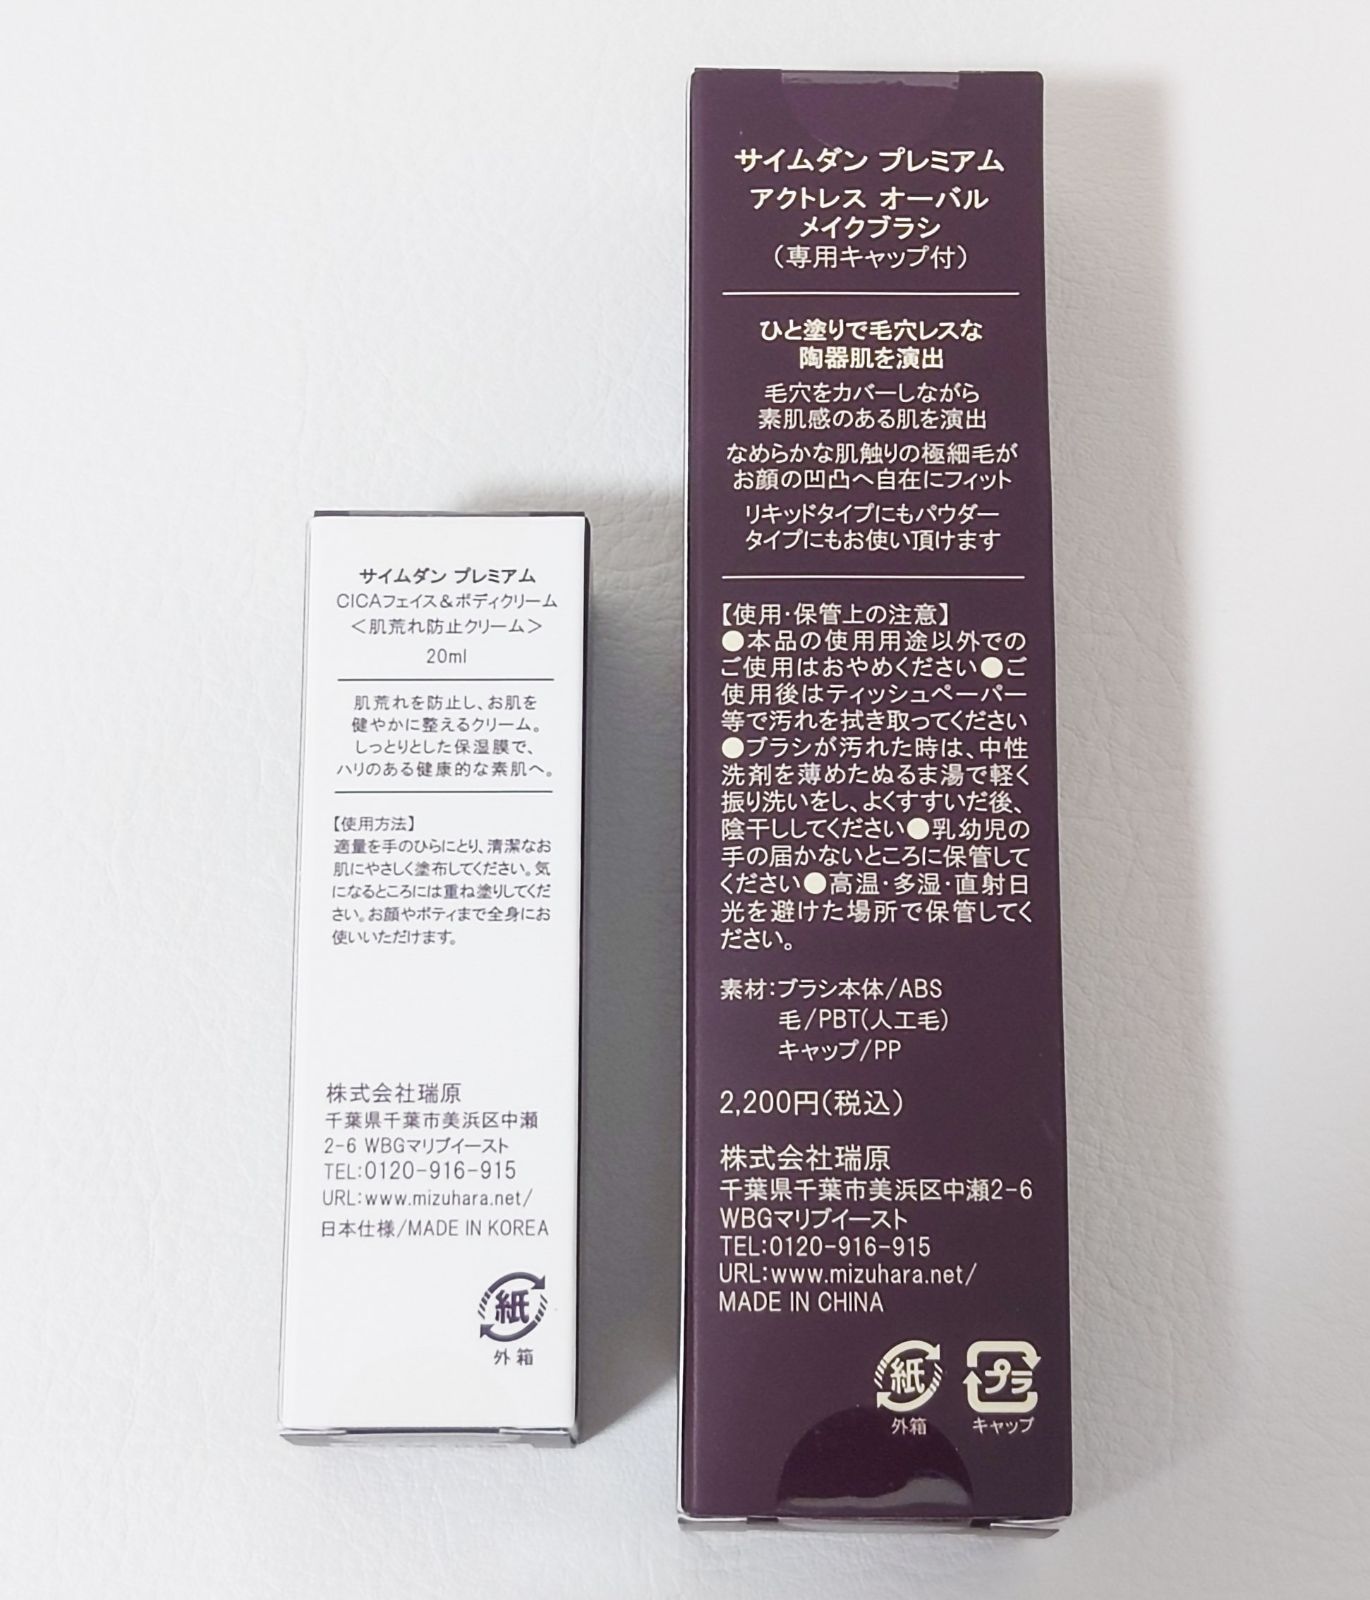 サイムダン プレミアム
CICAフェイス＆ボディクリーム
＜肌荒れ防止クリーム＞
20ml
肌荒れを防止し、お肌を
健やかに整えるクリーム。
しっとりとした保湿膜で、
ハリのある健康的な素肌へ。
【使用方法】
適量を手のひらにとり、清潔なお
肌にやさしく塗布してください。気
になるところには重ね塗りしてくだ
さい。お顔やボディまで全身にお
使いいただけます。
株式会社瑞原
千葉県千葉市美浜区中瀬
2-6 WBGマリブイースト
TEL:0120-916-915
URL:www.mizuhara.net/
日本仕様/MADE IN KOREA
紙
外箱
サイムダン プレミアム
アクトレス オーバル
メイクブラシ
（専用キャップ付）
ひと塗りで毛穴レスな
陶器肌を演出
毛穴をカバーしながら
素肌感のある肌を演出
なめらかな肌触りの極細毛が
お顔の凹凸へ自在にフィット
リキッドタイプにもパウダー
タイプにもお使い頂けます
【使用･保管上の注意】
●本品の使用用途以外での
ご使用はおやめください●ご
使用後はティッシュペーパー
等で汚れを拭き取ってください
●ブラシが汚れた時は、中性
洗剤を薄めたぬるま湯で軽く
振り洗いをし、よくすすいだ後、
陰干ししてください●乳幼児の
手の届かないところに保管して
ください●高温･多湿･直射日
光を避けた場所で保管してく
ださい。
素材：ブラシ本体/ABS
毛/PBT(人工毛)
キャップ/PP
2,200円(税込)
株式会社瑞原
千葉県千葉市美浜区中瀬2-6
WBGマリブイースト
TEL:0120-916-915
URL:www.mizuhara.net/
MADE IN CHINA
紙 プラ
外箱 キャップ